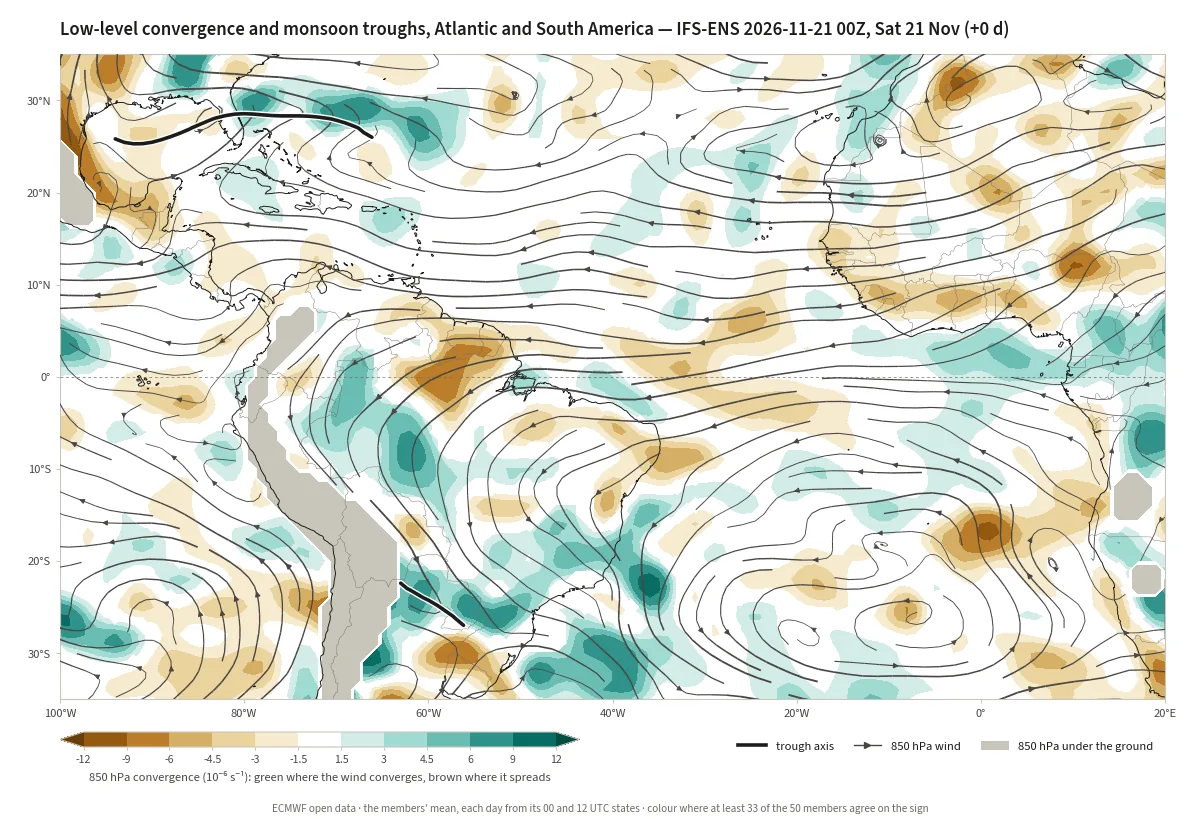 Low-level convergence and monsoon troughs, Atlantic and South America — IFS-ENS 2026-11-21 00Z, Sat 21 Nov (+0 d)
30°N
20°N
10°N
0°
10°S
20°S
30°S
100°W 80°W 60°W 40°W 20°W 0° 20°E
-12 -9 -6 -4.5 -3 -1.5 1.5 3 4.5 6 9 12
850 hPa convergence (10⁻⁶ s⁻¹): green where the wind converges, brown where it spreads
trough axis 850 hPa wind 850 hPa under the ground
ECMWF open data · the members' mean, each day from its 00 and 12 UTC states · colour where at least 33 of the 50 members agree on the sign